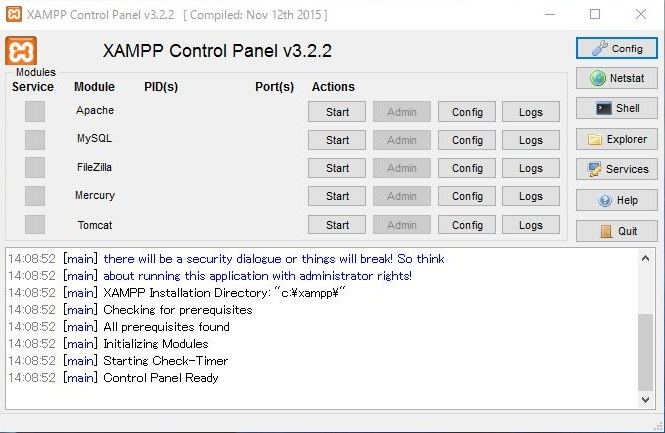 XAMPP Control Panel v3.2.2 [ Compiled: Nov 12th 2015 ]
XAMPP Control Panel v3.2.2
Config
Modules
Netstat
Service Module PID(s) Port(s) Actions
Apache Start Admin Config Logs
Shell
MySQL Start Admin Config Logs
Explorer
FileZilla Start Admin Config Logs
Services
Mercury Start Admin Config Logs
Help
Tomcat Start Admin Config Logs
Quit
14:08:52 [main] there will be a security dialogue or things will break! So think
14:08:52 [main] about running this application with administrator rights!
14:08:52 [main] XAMPP Installation Directory: "c:¥xampp¥"
14:08:52 [main] Checking for prerequisites
14:08:52 [main] All prerequisites found
14:08:52 [main] Initializing Modules
14:08:52 [main] Starting Check-Timer
14:08:52 [main] Control Panel Ready